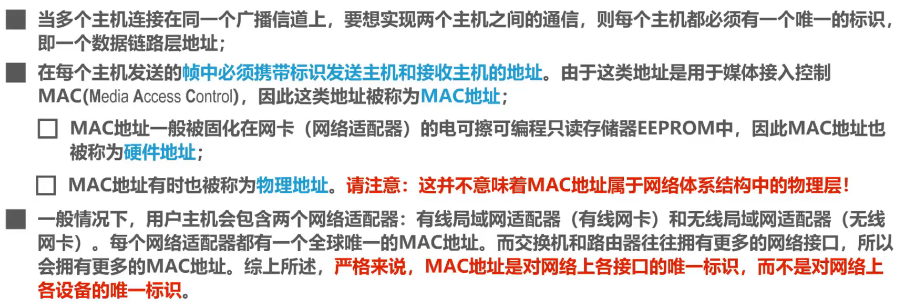 当多个主机连接在同一个广播信道上，要想实现两个主机之间的通信，则每个主机都必须有一个唯一的标识，
即一个数据链路层地址；
在每个主机发送的帧中必须携带标识发送主机和接收主机的地址。由于这类地址是用于媒体接入控制
MAC(Media Access Control)，因此这类地址被称为MAC地址；
MAC地址一般被固化在网卡（网络适配器）的电可擦可编程只读存储器EEPROM中，因此MAC地址也
被称为硬件地址；
MAC地址有时也被称为物理地址。请注意：这并不意味着MAC地址属于网络体系结构中的物理层！
一般情况下，用户主机会包含两个网络适配器：有线局域网适配器（有线网卡）和无线局域网适配器（无线
网卡）。每个网络适配器都有一个全球唯一的MAC地址。而交换机和路由器往往拥有更多的网络接口，所以
会拥有更多的MAC地址。综上所述，严格来说，MAC地址是对网络上各接口的唯一标识，而不是对网络上
各设备的唯一标识。